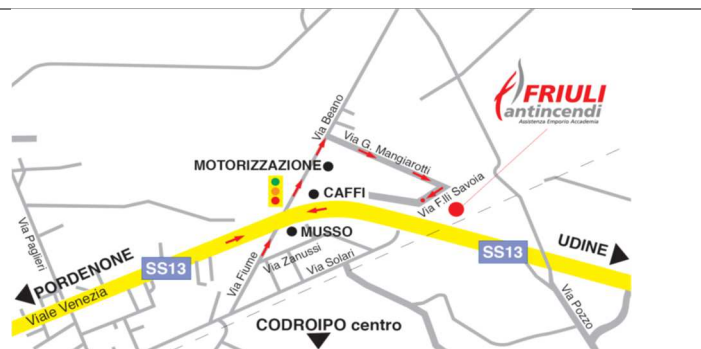 FRIULI
antincendi
Assistenza Emporio Accademia
Via Beano
Via G. Mangiarotti
MOTORIZZAZIONE
CAFFI
Via F.lli Savoia
MUSSO
Via Paglieri
PORDENONE
SS13
Viale Venezia
Via Fiume
Via Zanussi
Via Solari
SS13
UDINE
Via Pozzo
CODROIPO centro